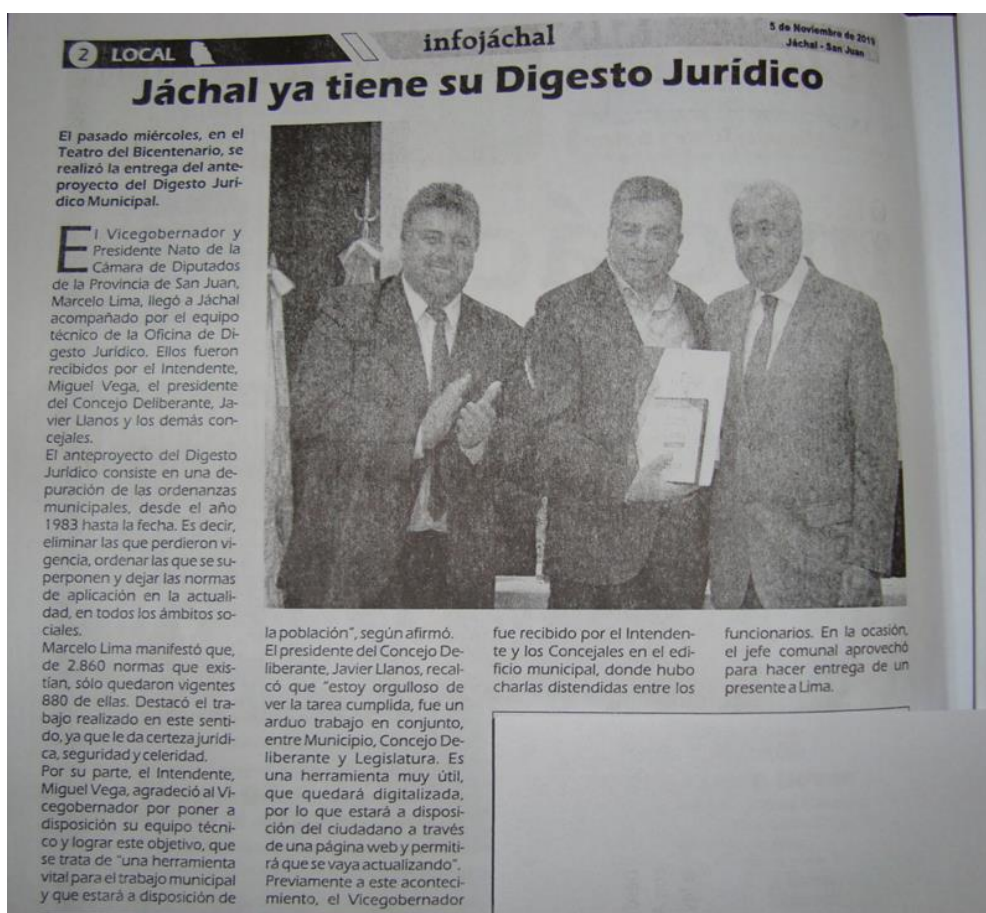 2 LOCAL
infojáchal
5 de Noviembre de 2019
Jáchal - San Juan
Jáchal ya tiene su Digesto Jurídico
El pasado miércoles, en el
Teatro del Bicentenario, se
realizó la entrega del ante-
proyecto del Digesto Jurí-
dico Municipal.
El Vicegobernador y
Presidente Nato de la
Cámara de Diputados
de la Provincia de San Juan,
Marcelo Lima, llegó a Jáchal
acompañado por el equipo
técnico de la Oficina de Di-
gesto Jurídico. Ellos fueron
recibidos por el Intendente,
Miguel Vega, el presidente
del Concejo Deliberante, Ja-
vier Llanos y los demás con-
cejales.
El anteproyecto del Digesto
Jurídico consiste en una de-
puración de las ordenanzas
municipales, desde el año
1983 hasta la fecha. Es decir,
eliminar las que perdieron vi-
gencia, ordenar las que se su-
perponen y dejar las normas
de aplicación en la actuali-
dad, en todos los ámbitos so-
ciales.
Marcelo Lima manifestó que,
de 2.860 normas que exis-
tían, sólo quedaron vigentes
880 de ellas. Destacó el tra-
bajo realizado en este senti-
do, ya que le da certeza jurídi-
ca, seguridad y celeridad.
Por su parte, el Intendente,
Miguel Vega, agradeció al Vi-
cegobernador por poner a
disposición su equipo técni-
co y lograr este objetivo, que
se trata de "una herramienta
vital para el trabajo municipal
y que estará a disposición de
la población", según afirmó.
El presidente del Concejo De-
liberante, Javier Llanos, recal-
có que "estoy orgulloso de
ver la tarea cumplida, fue un
arduo trabajo en conjunto,
entre Municipio, Concejo De-
liberante y Legislatura. Es
una herramienta muy útil,
que quedará digitalizada,
por lo que estará a disposi-
ción del ciudadano a través
de una página web y permiti-
rá que se vaya actualizando".
Previamente a este aconteci-
miento, el Vicegobernador
fue recibido por el Intenden-
te y los Concejales en el edi-
ficio municipal, donde hubo
charlas distendidas entre los
funcionarios. En la ocasión,
el jefe comunal aprovechó
para hacer entrega de un
presente a Lima.